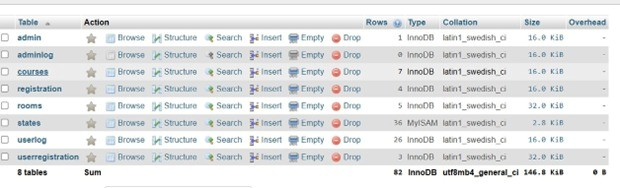 Table Action Rows Type Collation Size Overhead
admin Browse Structure Search Insert Empty Drop 1 InnoDB latin1_swedish_ci 16.0 KiB -
adminlog Browse Structure Search Insert Empty Drop 0 InnoDB latin1_swedish_ci 16.0 KiB -
courses Browse Structure Search Insert Empty Drop 7 InnoDB latin1_swedish_ci 16.0 KiB -
registration Browse Structure Search Insert Empty Drop 4 InnoDB latin1_swedish_ci 16.0 KiB -
rooms Browse Structure Search Insert Empty Drop 5 InnoDB latin1_swedish_ci 32.0 KiB -
states Browse Structure Search Insert Empty Drop 36 MyISAM latin1_swedish_ci 2.8 KiB -
userlog Browse Structure Search Insert Empty Drop 26 InnoDB latin1_swedish_ci 16.0 KiB -
userregistration Browse Structure Search Insert Empty Drop 3 InnoDB latin1_swedish_ci 32.0 KiB -
8 tables Sum 82 InnoDB utf8mb4_general_ci 146.8 KiB 0 B